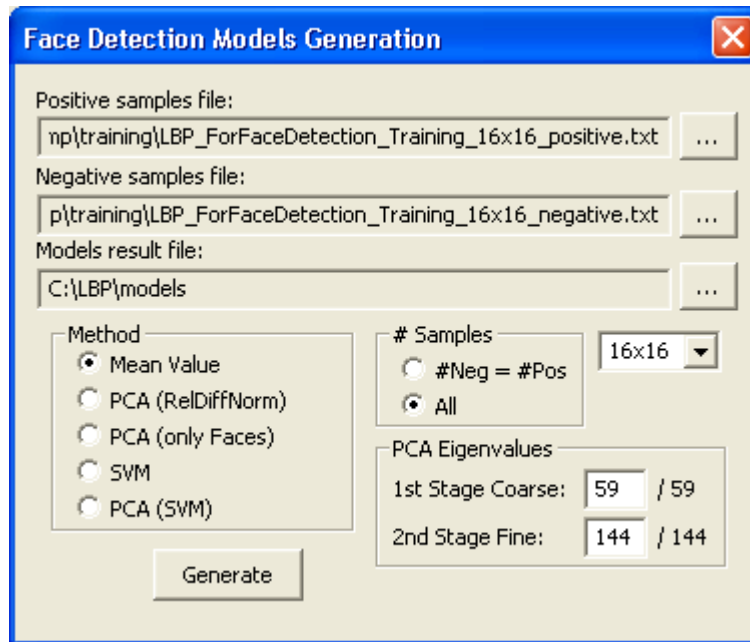 Face Detection Models Generation
Positive samples file:
np\training\LBP_ForFaceDetection_Training_16x16_positive.txt ...
Negative samples file:
p\training\LBP_ForFaceDetection_Training_16x16_negative.txt ...
Models result file:
C:\LBP\models ...
Method
Mean Value
PCA (RelDiffNorm)
PCA (only Faces)
SVM
PCA (SVM)
Generate
# Samples
#Neg = #Pos
All
16x16
PCA Eigenvalues
1st Stage Coarse: 59 / 59
2nd Stage Fine: 144 / 144